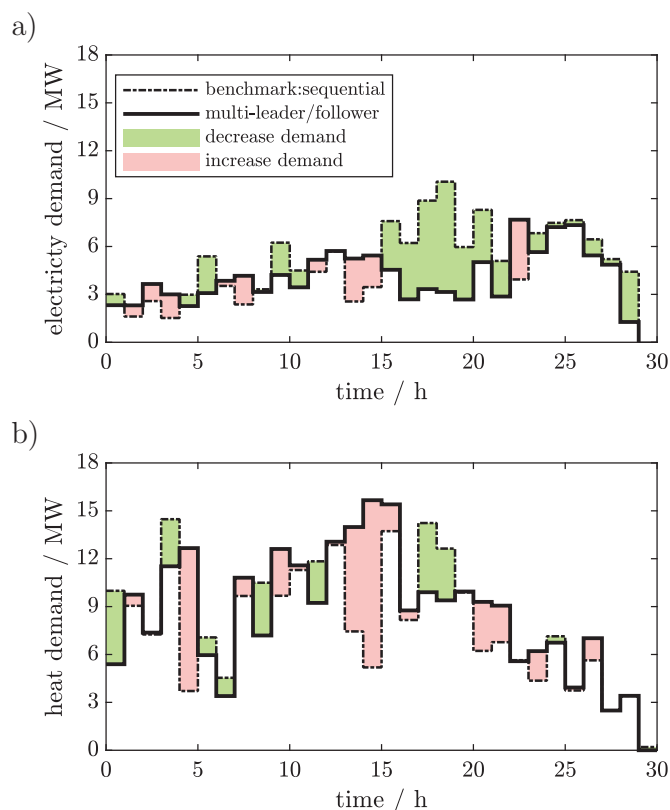 a)
18
15
12
9
6
3
0
electricty demand / MW
benchmark:sequential
multi-leader/follower
decrease demand
increase demand
0 5 10 15 20 25 30
time / h
b)
18
15
12
9
6
3
0
heat demand / MW
0 5 10 15 20 25 30
time / h